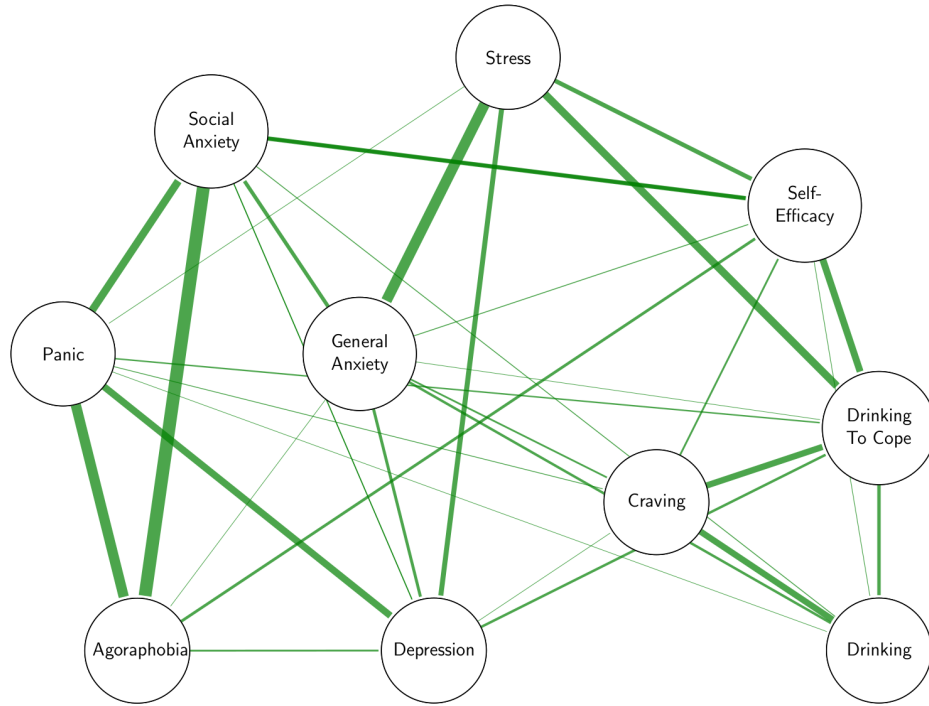 Stress
Social
Anxiety
Self-
Efficacy
Panic
General
Anxiety
Drinking
To Cope
Craving
Agoraphobia
Depression
Drinking